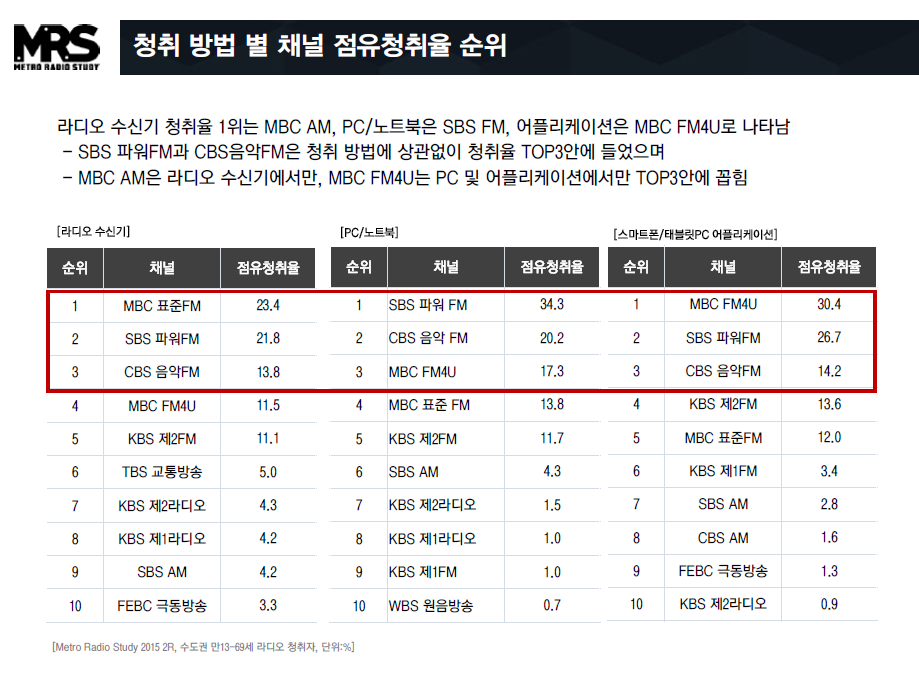 MRS
METRO RADIO STUDY
청취 방법 별 채널 점유청취율 순위
라디오 수신기 청취율 1위는 MBC AM, PC/노트북은 SBS FM, 어플리케이션은 MBC FM4U로 나타남
- SBS 파워FM과 CBS음악FM은 청취 방법에 상관없이 청취율 TOP3안에 들었으며
- MBC AM은 라디오 수신기에서만, MBC FM4U는 PC 및 어플리케이션에서만 TOP3안에 꼽힘
[라디오 수신기]
순위 채널 점유청취율
1 MBC 표준FM 23.4
2 SBS 파워FM 21.8
3 CBS 음악FM 13.8
4 MBC FM4U 11.5
5 KBS 제2FM 11.1
6 TBS 교통방송 5.0
7 KBS 제2라디오 4.3
8 KBS 제1라디오 4.2
9 SBS AM 4.2
10 FEBC 극동방송 3.3
[PC/노트북]
순위 채널 점유청취율
1 SBS 파워 FM 34.3
2 CBS 음악 FM 20.2
3 MBC FM4U 17.3
4 MBC 표준 FM 13.8
5 KBS 제2FM 11.7
6 SBS AM 4.3
7 KBS 제2라디오 1.5
8 KBS 제1라디오 1.0
9 KBS 제1FM 1.0
10 WBS 원음방송 0.7
[스마트폰/태블릿PC 어플리케이션]
순위 채널 점유청취율
1 MBC FM4U 30.4
2 SBS 파워FM 26.7
3 CBS 음악FM 14.2
4 KBS 제2FM 13.6
5 MBC 표준FM 12.0
6 KBS 제1FM 3.4
7 SBS AM 2.8
8 CBS AM 1.6
9 FEBC 극동방송 1.3
10 KBS 제2라디오 0.9
[Metro Radio Study 2015 2R, 수도권 만13-69세 라디오 청취자, 단위:%]